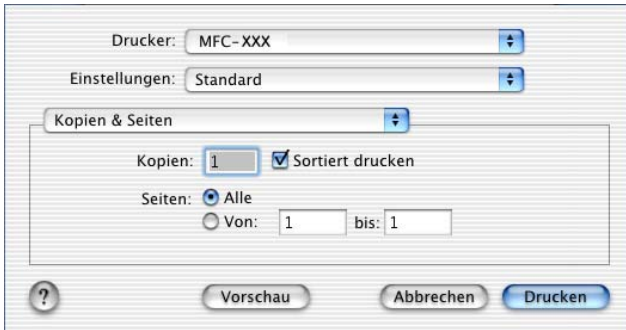 Drucker: MFC-XXX
Einstellungen: Standard
Kopien & Seiten
Kopien: 1 Sortiert drucken
Seiten: Alle
Von: 1 bis: 1
? Vorschau Abbrechen Drucken